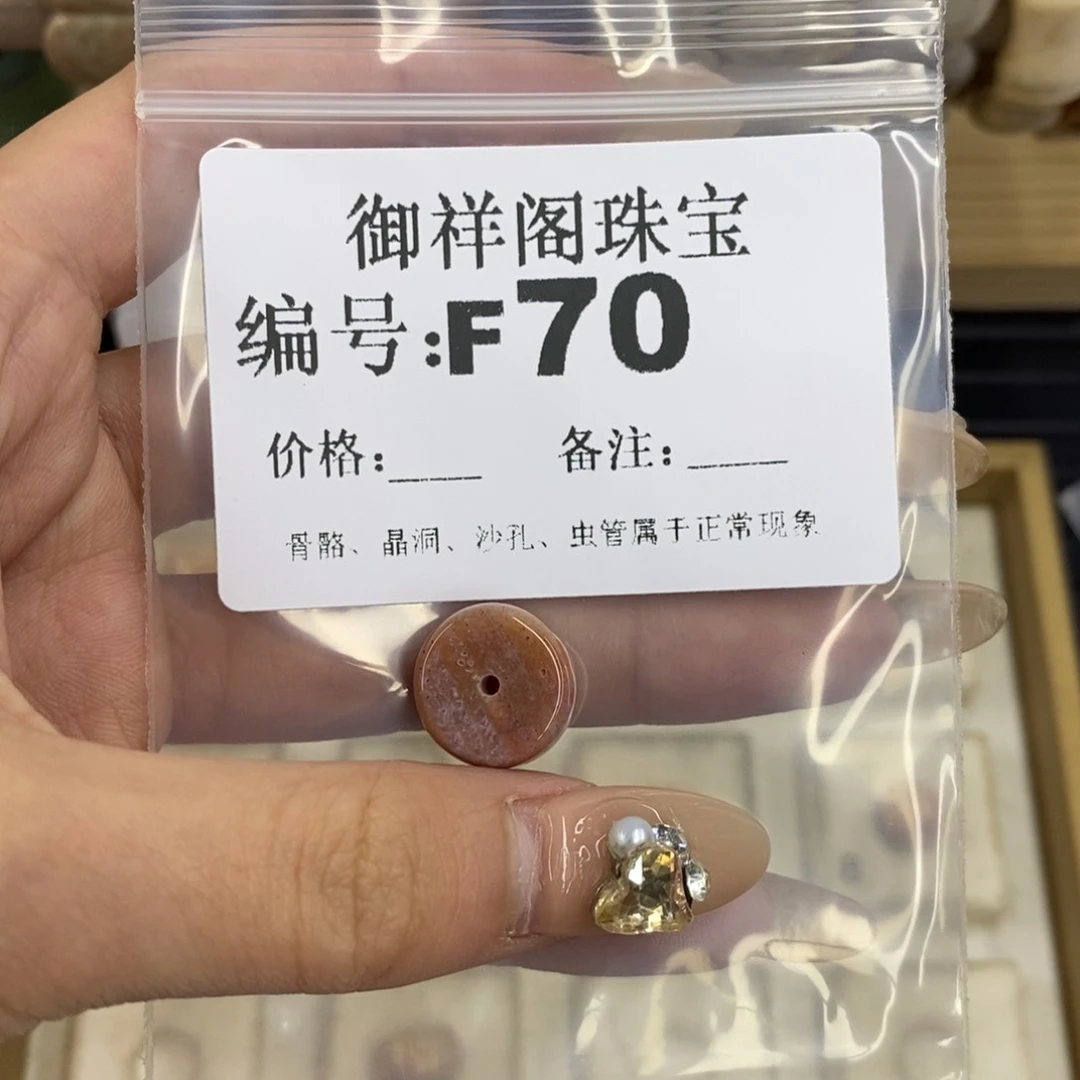 御祥阁珠宝
编号:F70
价格:___ 备注:____
骨骼、晶洞、沙孔、虫管属于正常现象